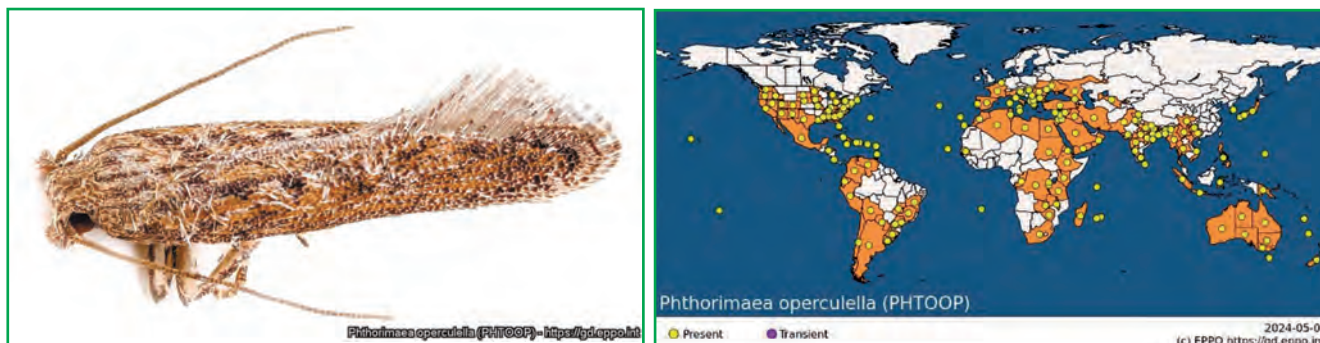 Phthorimaea operculella (PHTOOP) - https://gd.eppo.int
Phthorimaea operculella (PHTOOP)
Present
Transient
2024-05-0
(c) EPPO https://gd.eppo.int